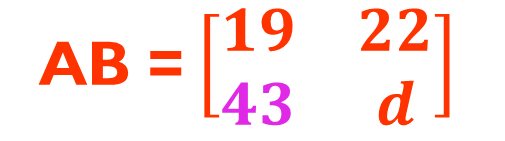 AB = [19 22
43 d]